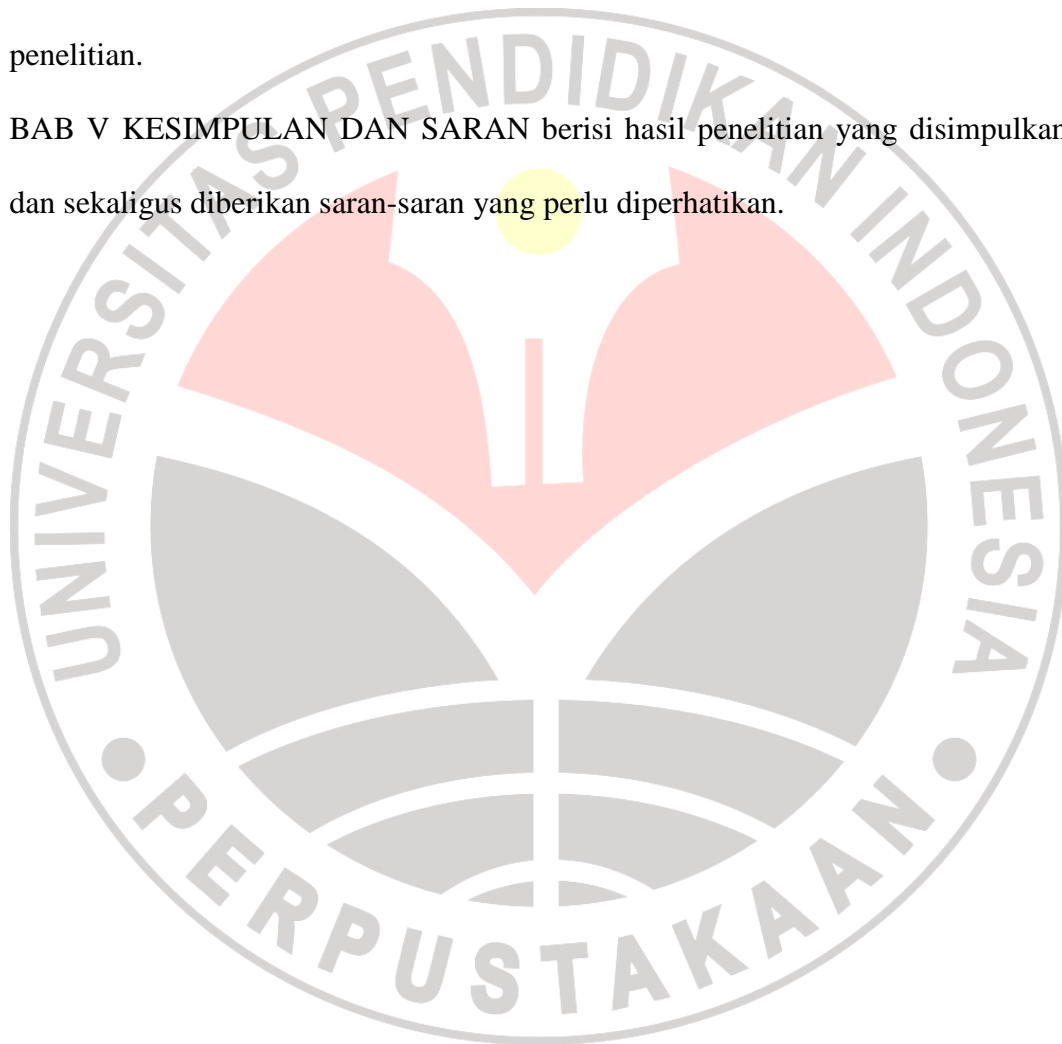 penelitian.
BAB V KESIMPULAN DAN SARAN berisi hasil penelitian yang disimpulkan
dan sekaligus diberikan saran-saran yang perlu diperhatikan.
UNIVERSITAS PENDIDIKAN INDONESIA
PERPUSTAKAAN